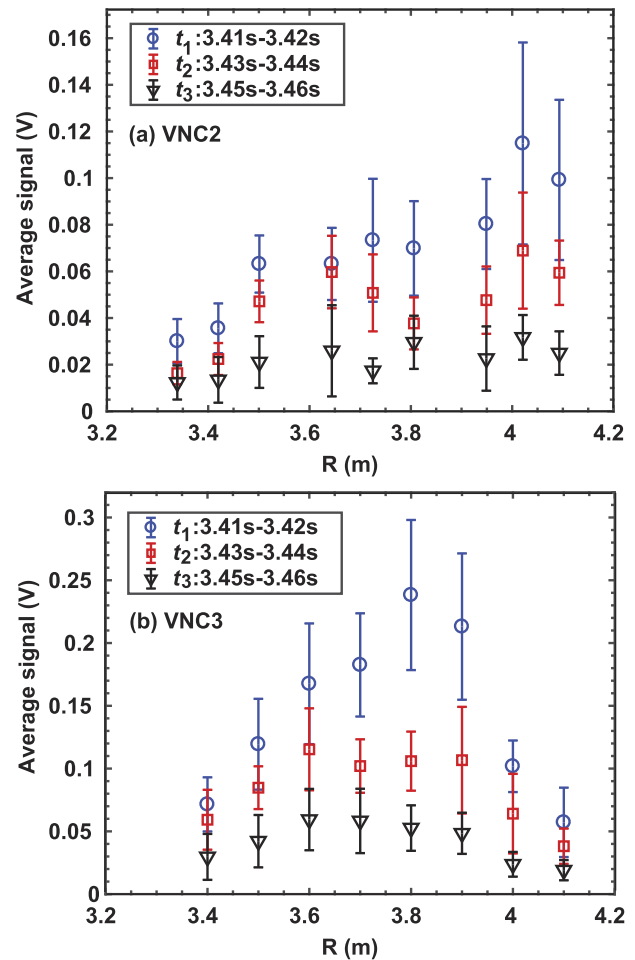 0.16
0.14
0.12
0.1
0.08
0.06
0.04
0.02
0
Average signal (V)
t1:3.41s-3.42s
t2:3.43s-3.44s
t3:3.45s-3.46s
(a) VNC2
3.2 3.4 3.6 3.8 4 4.2
R (m)
0.3
0.25
0.2
0.15
0.1
0.05
0
Average signal (V)
t1:3.41s-3.42s
t2:3.43s-3.44s
t3:3.45s-3.46s
(b) VNC3
3.2 3.4 3.6 3.8 4 4.2
R (m)